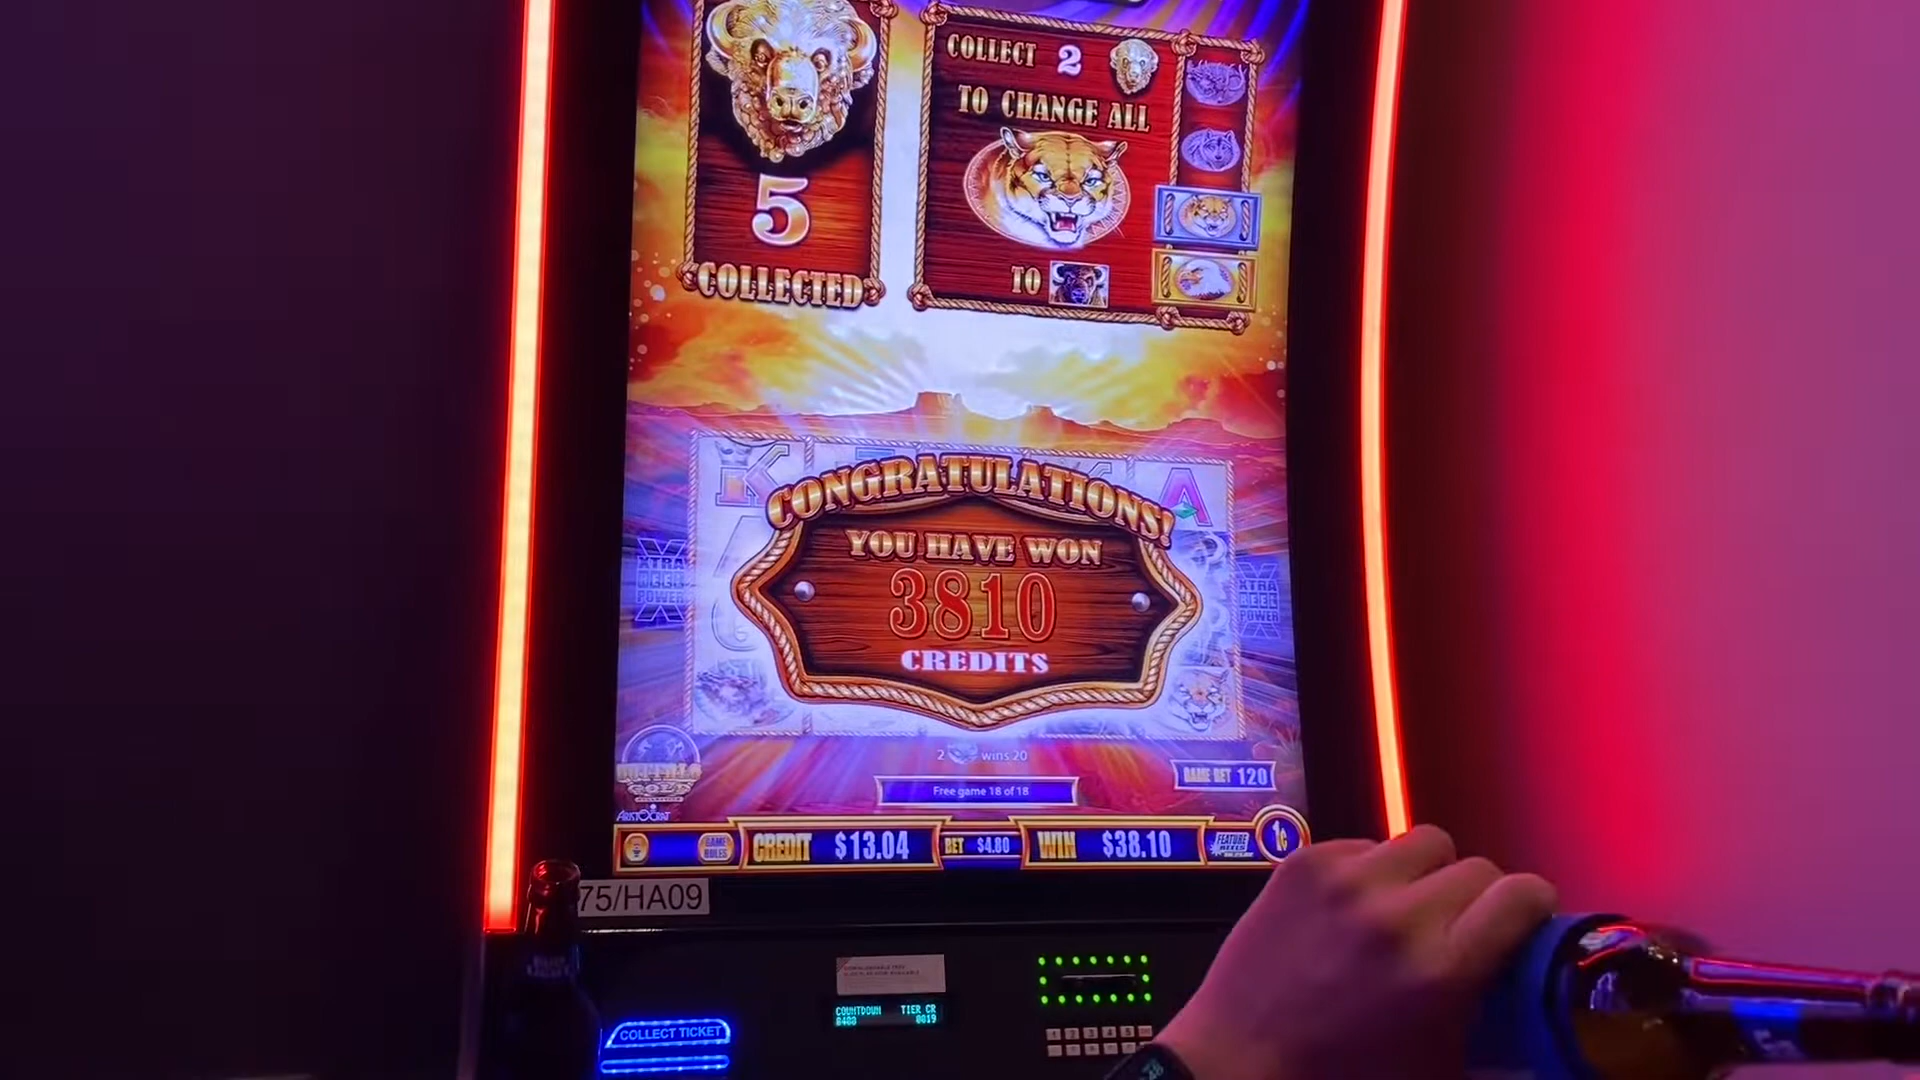 COLLECT 2
TO CHANGE ALL
TO
5
COLLECTED
K
A
CONGRATULATIONS!
YOU HAVE WON
3810
CREDITS
XTRA
REEL
POWER
XTRA
REEL
POWER
2 wins 20
GAME BET 120
Free game 18 of 18
BUFFALO
GOLD
ARISTOCRAT
GAME
RULES
CREDIT $13.04
BET $4.80
WIN $38.10
FEATURE
REELS
1¢
75/HA09
COUNTDOWN TIER CR
0019
COLLECT TICKET